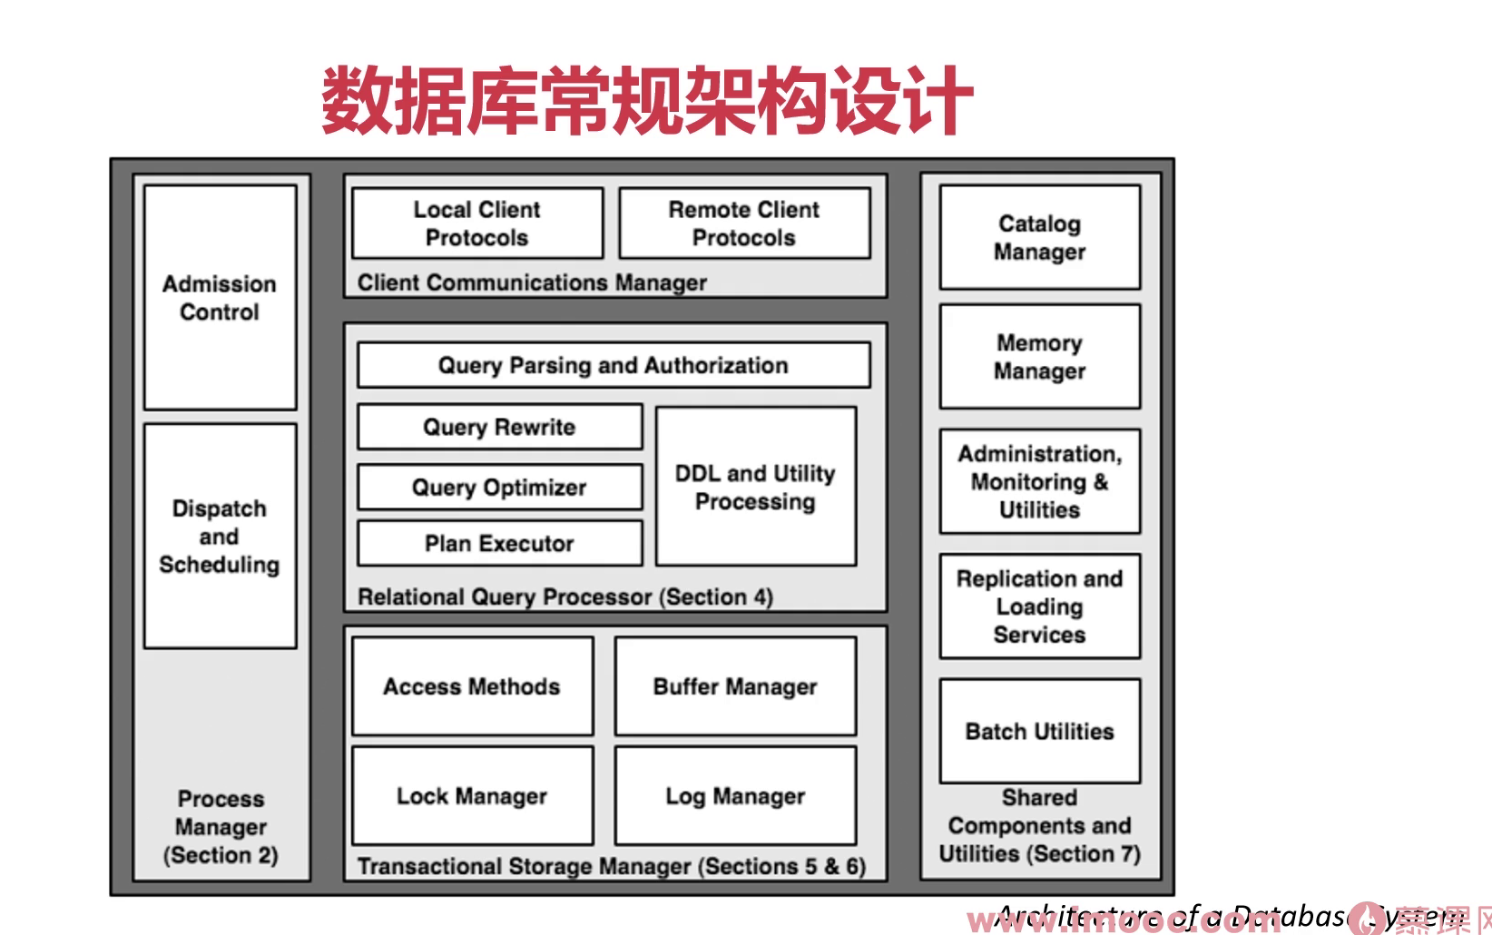 数据库常规架构设计
Admission
Control
Dispatch
and
Scheduling
Process
Manager
(Section 2)
Local Client
Protocols
Remote Client
Protocols
Client Communications Manager
Query Parsing and Authorization
Query Rewrite
Query Optimizer
Plan Executor
DDL and Utility
Processing
Relational Query Processor (Section 4)
Access Methods
Buffer Manager
Lock Manager
Log Manager
Transactional Storage Manager (Sections 5 & 6)
Catalog
Manager
Memory
Manager
Administration,
Monitoring &
Utilities
Replication and
Loading
Services
Batch Utilities
Shared
Components and
Utilities (Section 7)
Architecture of a Database System
www.imooc.com
慕课网